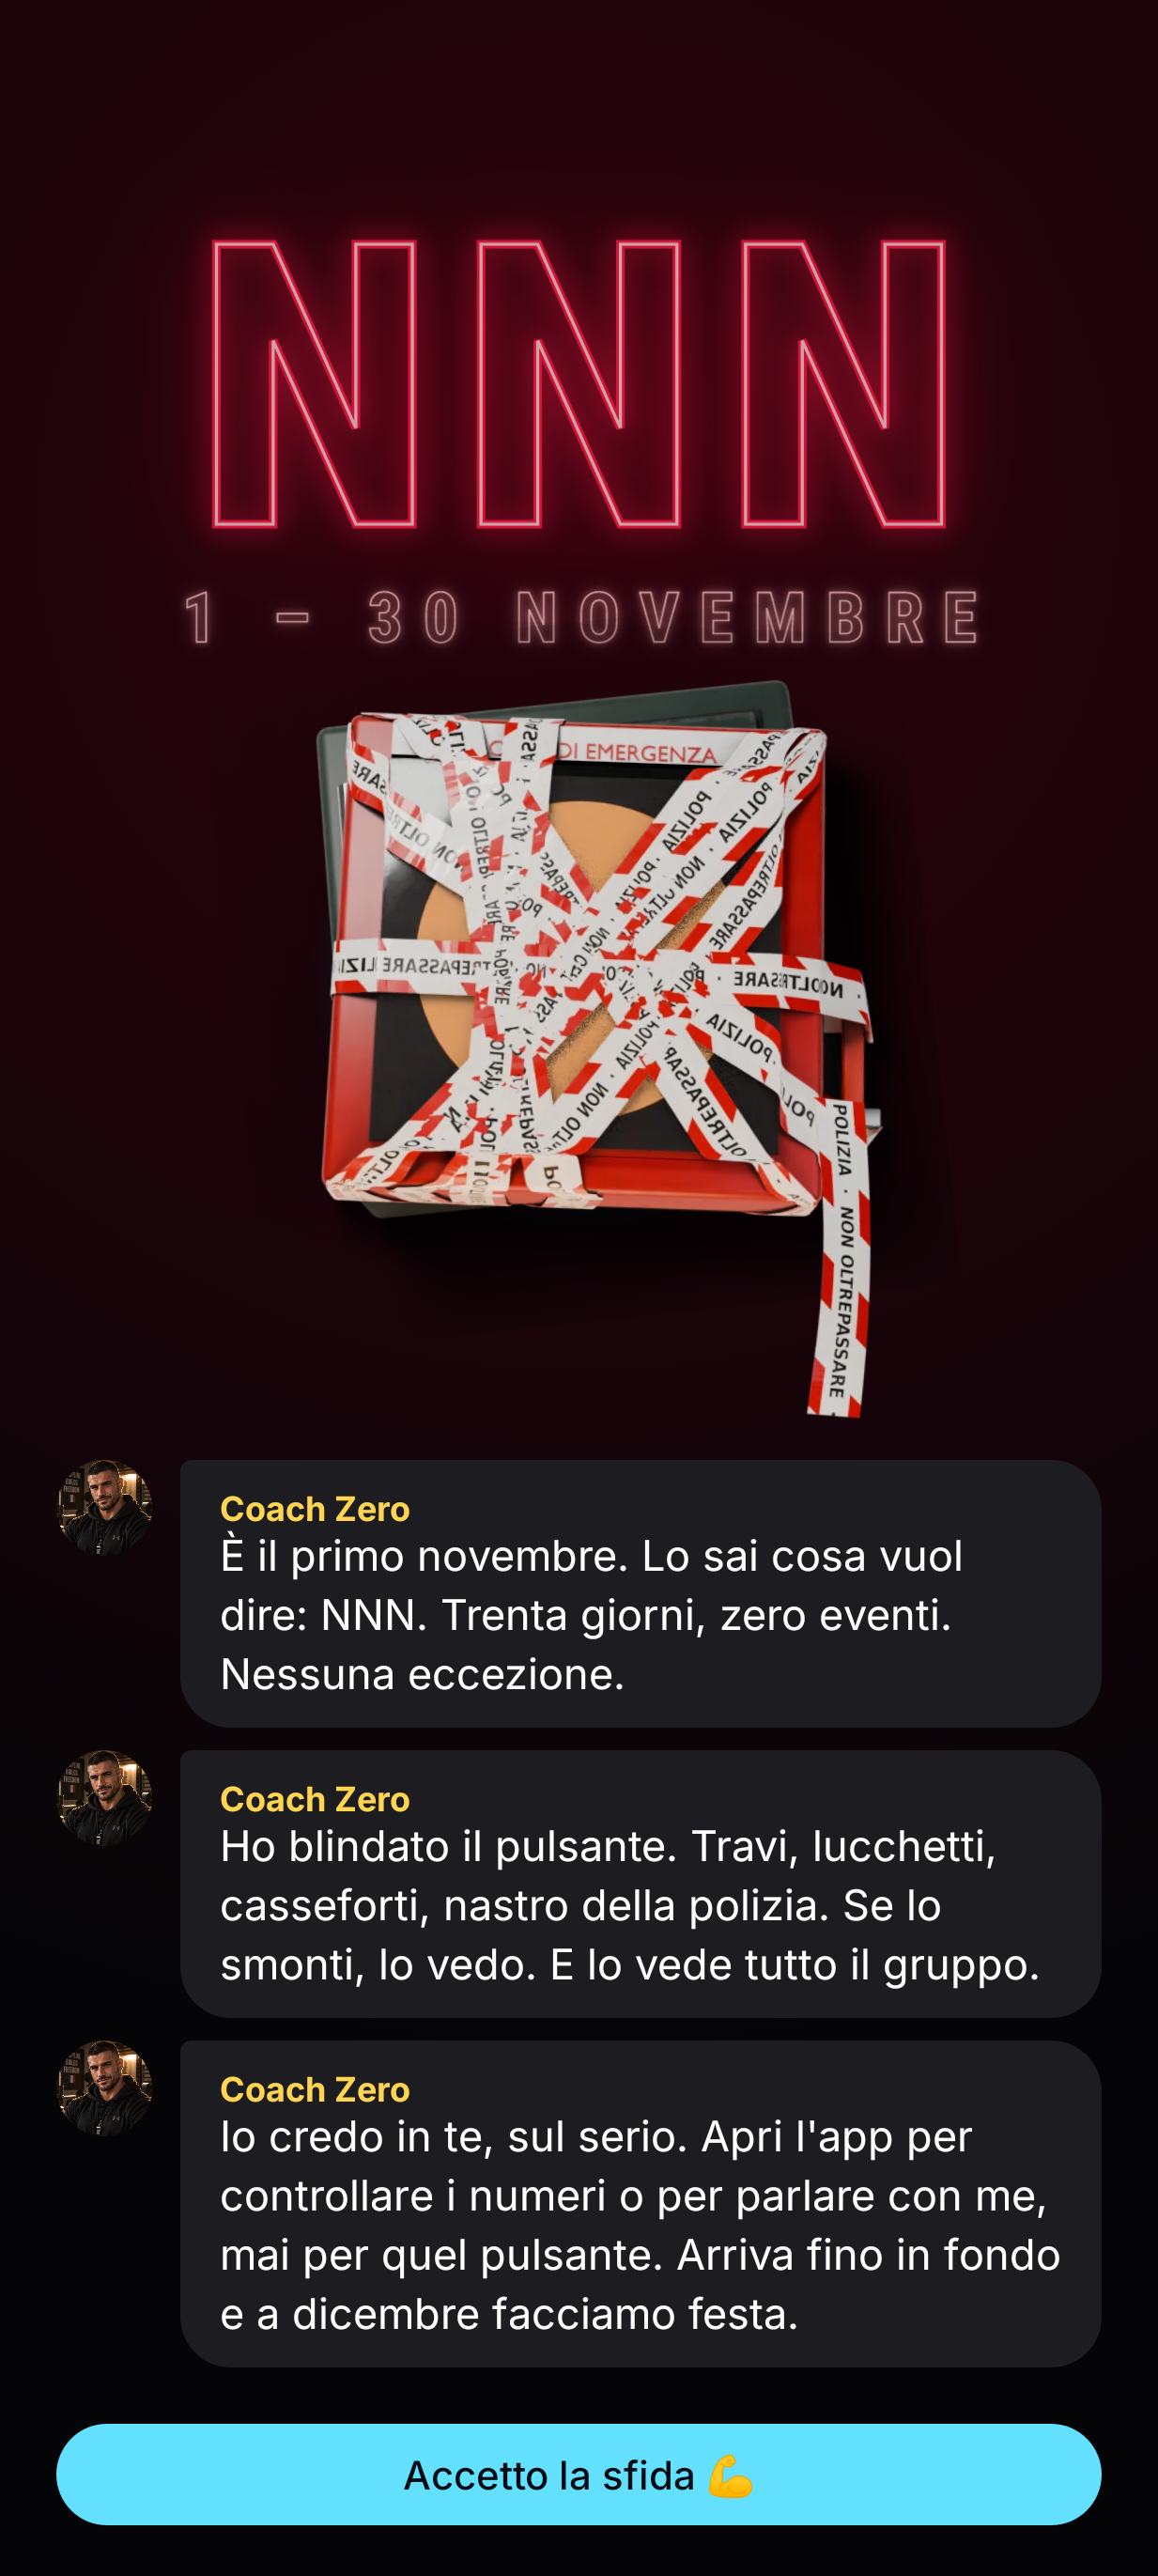 NNN
1 – 30 NOVEMBRE
DI EMERGENZA
POLIZIA · NON OLTREPASSARE ·
Coach Zero
È il primo novembre. Lo sai cosa vuol
dire: NNN. Trenta giorni, zero eventi.
Nessuna eccezione.
Coach Zero
Ho blindato il pulsante. Travi, lucchetti,
casseforti, nastro della polizia. Se lo
smonti, lo vedo. E lo vede tutto il gruppo.
Coach Zero
Io credo in te, sul serio. Apri l'app per
controllare i numeri o per parlare con me,
mai per quel pulsante. Arriva fino in fondo
e a dicembre facciamo festa.
Accetto la sfida 💪